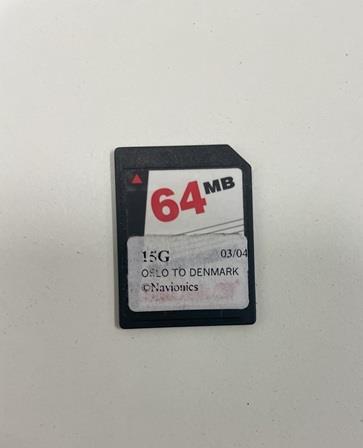 64MB
15G 03/04
OSLO TO DENMARK
©Navionics